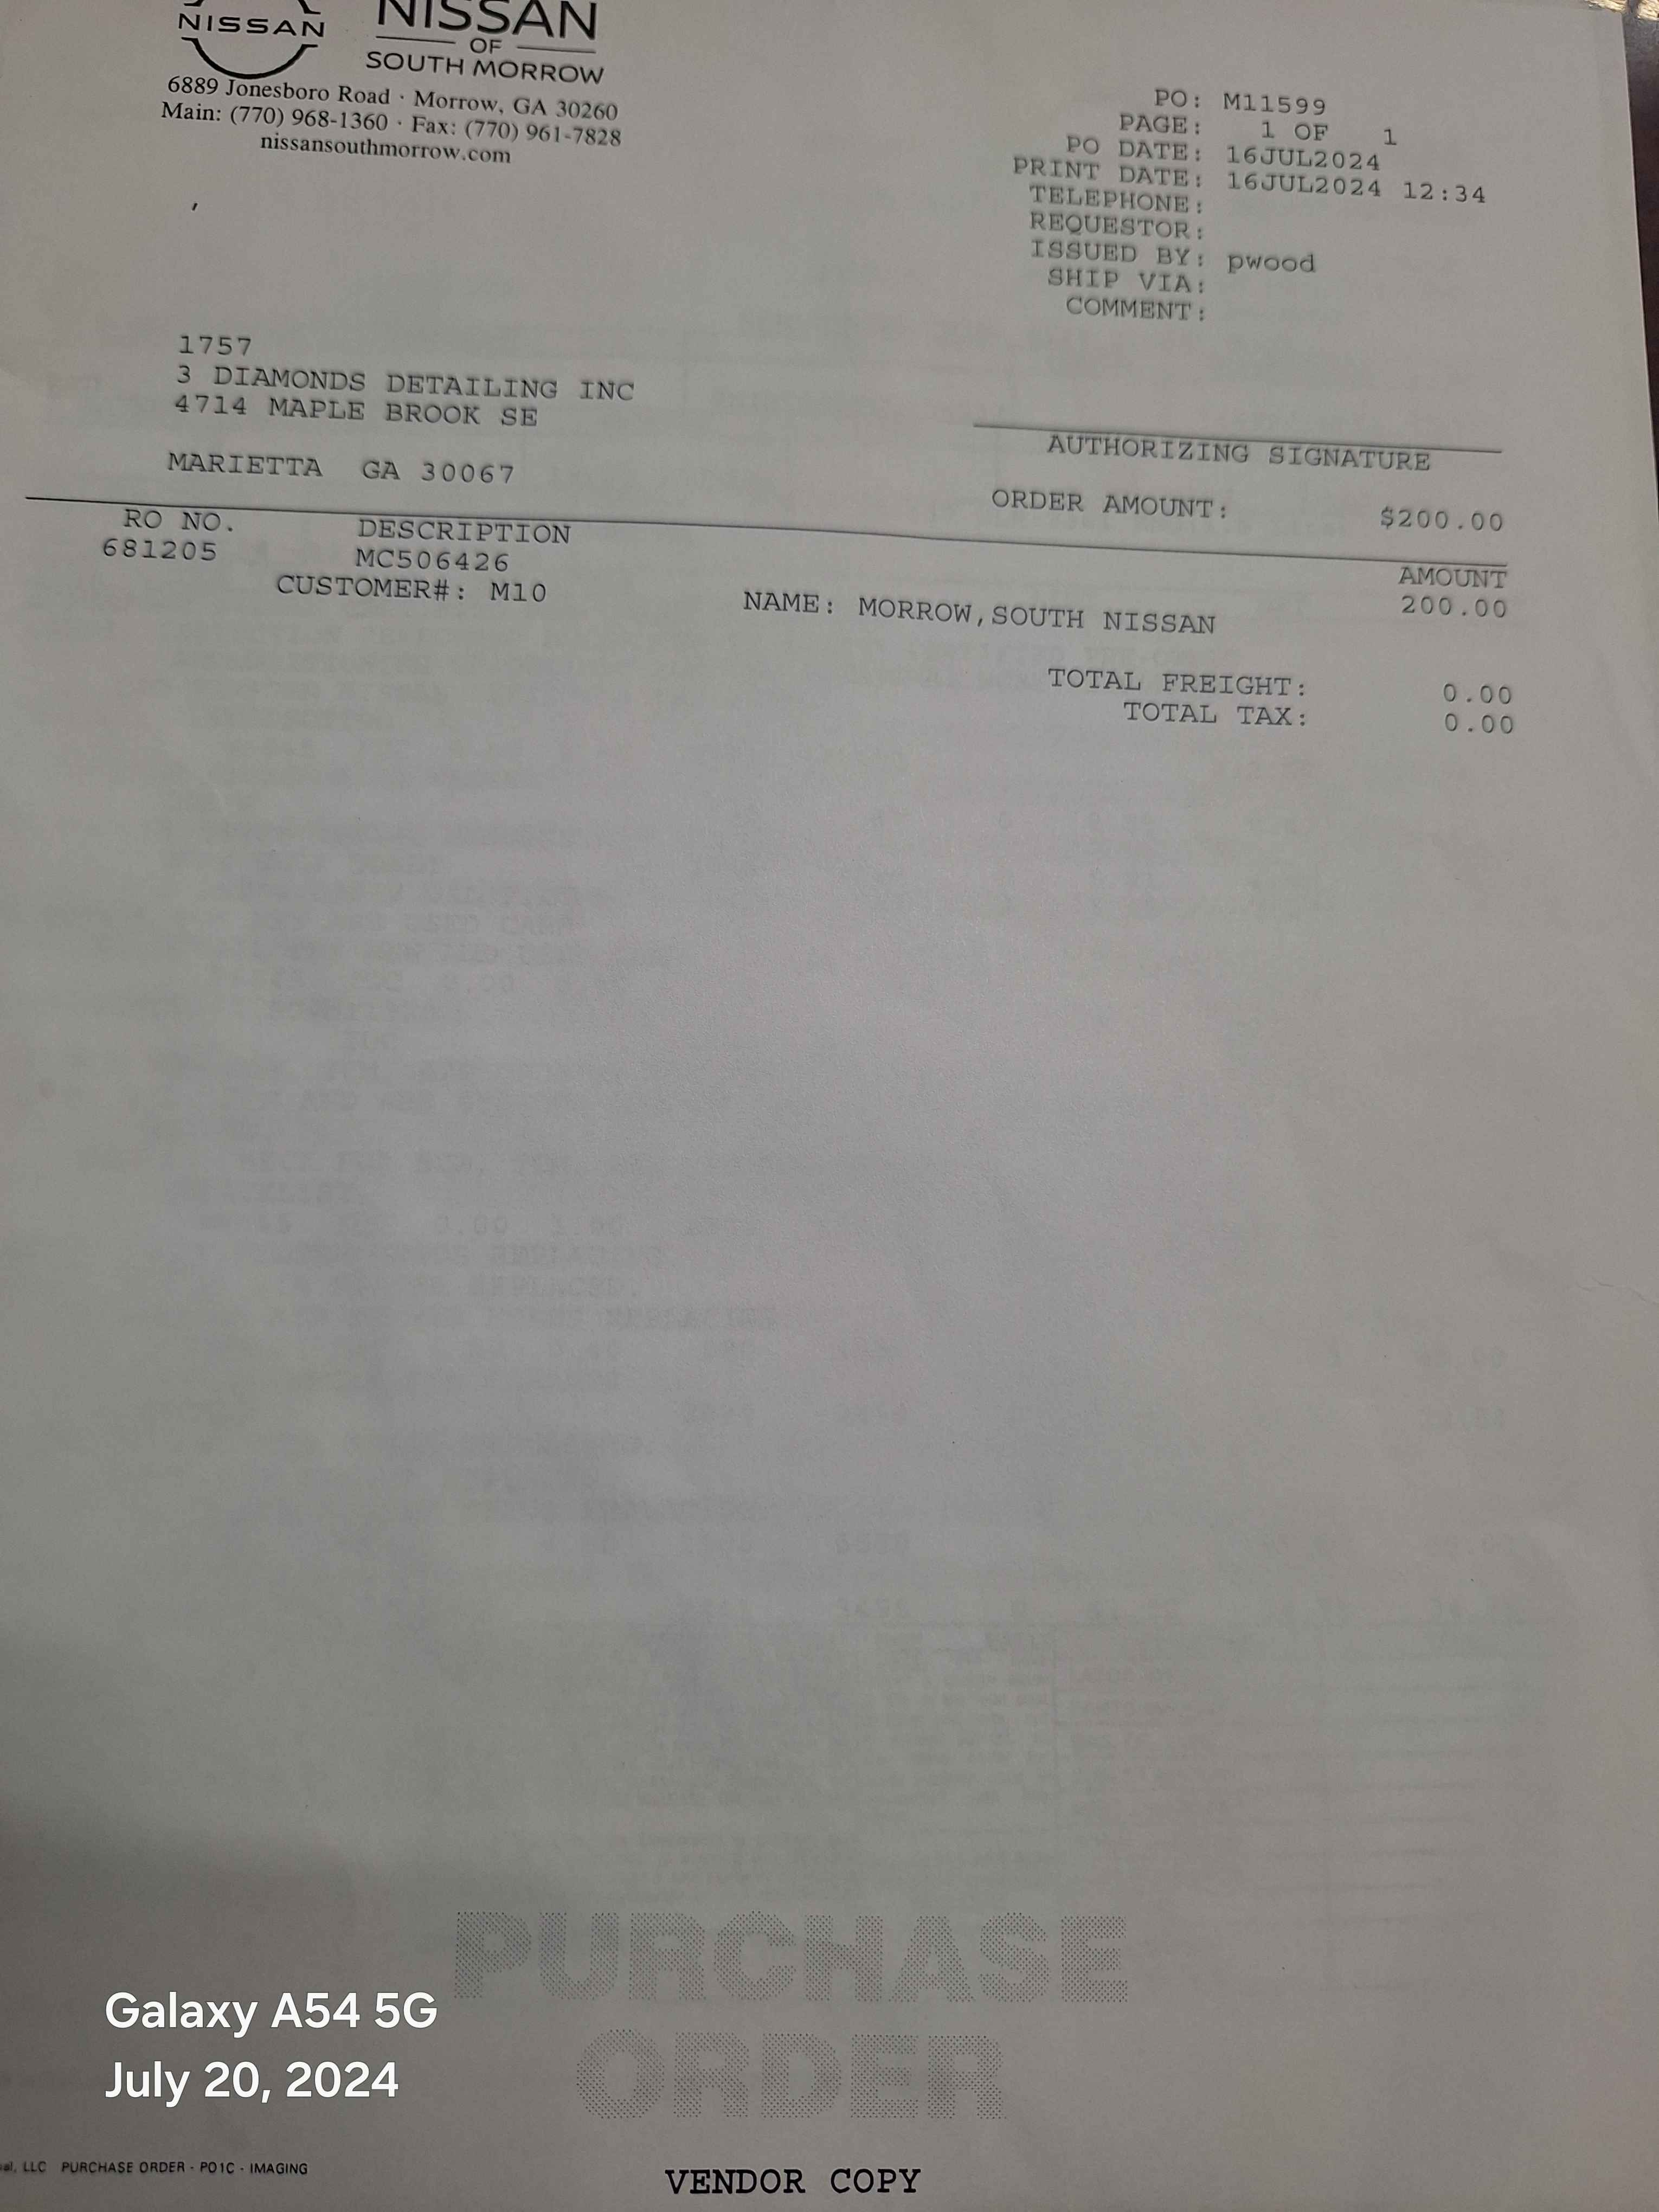 NISSAN
NISSAN
OF
SOUTH MORROW
6889 Jonesboro Road · Morrow, GA 30260
Main: (770) 968-1360 · Fax: (770) 961-7828
nissansouthmorrow.com
PO: M11599
PAGE: 1 OF 1
PO DATE: 16JUL2024
PRINT DATE: 16JUL2024 12:34
TELEPHONE:
REQUESTOR:
ISSUED BY: pwood
SHIP VIA:
COMMENT:
1757
3 DIAMONDS DETAILING INC
4714 MAPLE BROOK SE
MARIETTA GA 30067
AUTHORIZING SIGNATURE
ORDER AMOUNT: $200.00
RO NO. DESCRIPTION AMOUNT
681205 MC506426 200.00
CUSTOMER#: M10 NAME: MORROW,SOUTH NISSAN
TOTAL FREIGHT: 0.00
TOTAL TAX: 0.00
PURCHASE
ORDER
Galaxy A54 5G
July 20, 2024
LLC PURCHASE ORDER - PO1C - IMAGING
VENDOR COPY